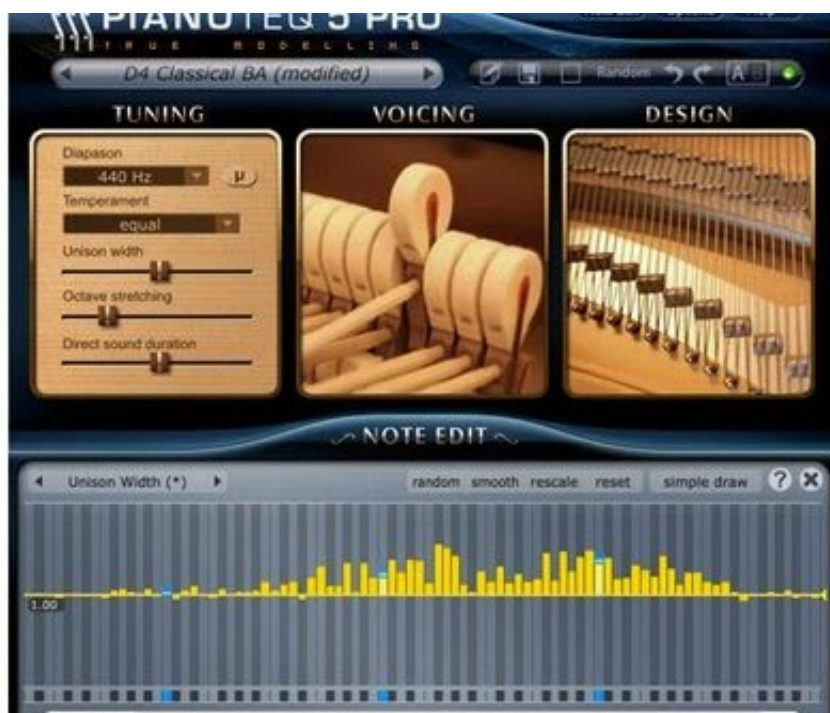 PIANOTEQ 5 PRO
TRUE MODELLING
D4 Classical BA (modified)
Random
A B
TUNING
VOICING
DESIGN
Diapason
440 Hz
μ
Temperament
equal
Unison width
Octave stretching
Direct sound duration
NOTE EDIT
Unison Width (*)
random smooth rescale reset simple draw ?
1.00